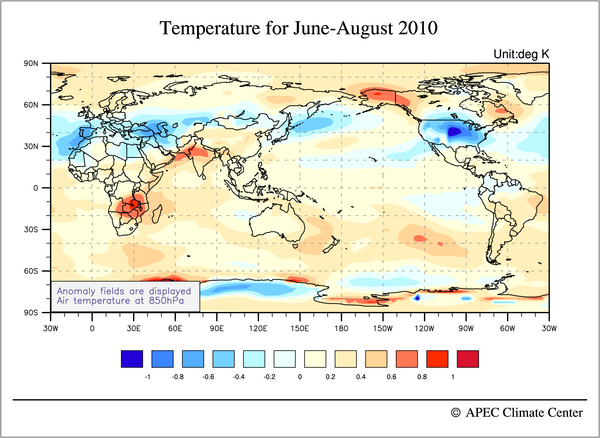 Temperature for June-August 2010
Unit:deg K
90N
60N
30N
0
30S
60S
90S
Anomaly fields are displayed
Air temperature at 850hPa
30W 0 30E 60E 90E 120E 150E 180 150W 120W 90W 60W 30W
-1 -0.8 -0.6 -0.4 -0.2 0 0.2 0.4 0.6 0.8 1
© APEC Climate Center